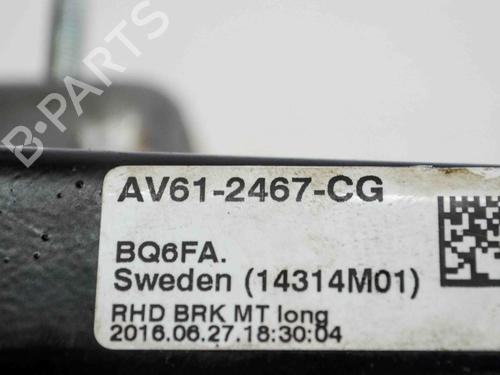 B-PARTS
AV61-2467-CG
BQ6FA.
Sweden (14314M01)
RHD BRK MT long
2016.06.27.18:30:04